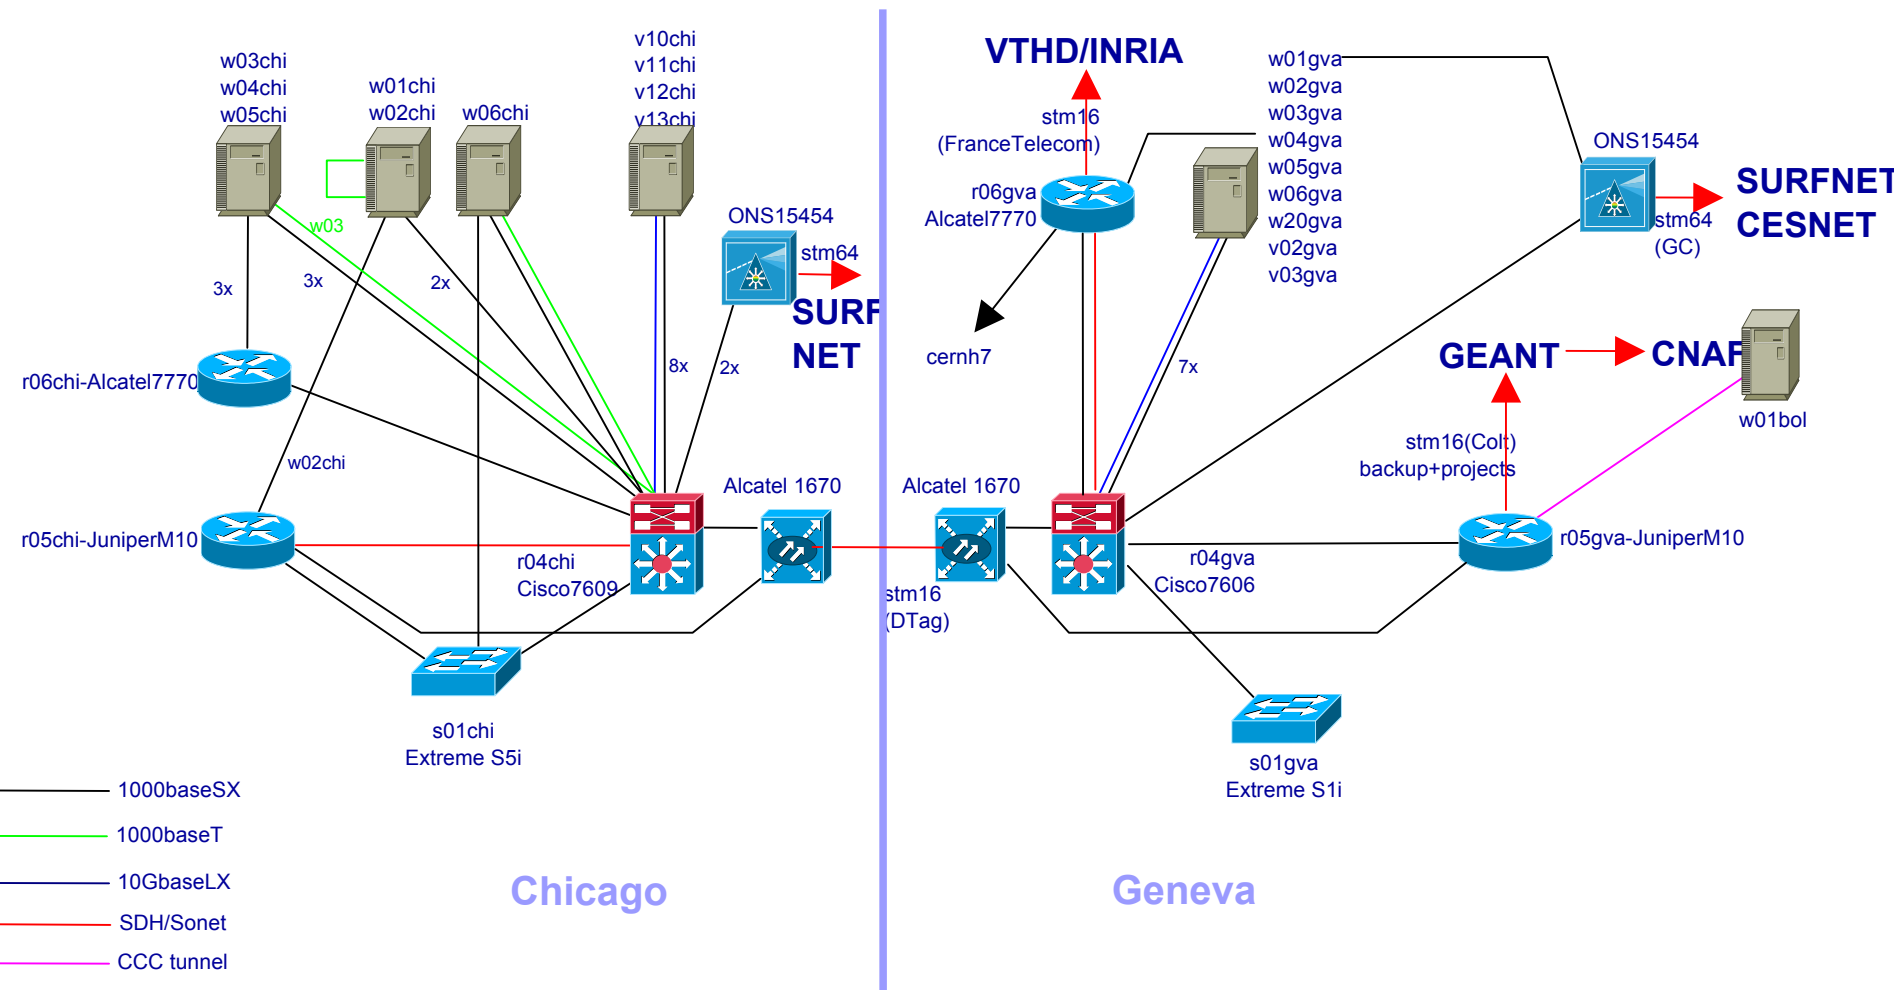 w03chi
w04chi
w05chi
w01chi
w02chi
w06chi
v10chi
v11chi
v12chi
v13chi
w03
3x
3x
2x
8x
2x
ONS15454
stm64
SURF
NET
r06chi-Alcatel7770
w02chi
r05chi-JuniperM10
r04chi
Cisco7609
Alcatel 1670
s01chi
Extreme S5i
1000baseSX
1000baseT
10GbaseLX
SDH/Sonet
CCC tunnel
Chicago
VTHD/INRIA
stm16
(FranceTelecom)
r06gva
Alcatel7770
cernh7
w01gva
w02gva
w03gva
w04gva
w05gva
w06gva
w20gva
v02gva
v03gva
7x
ONS15454
stm64
(GC)
SURFNET
CESNET
GEANT
CNAF
w01bol
stm16(Colt)
backup+projects
Alcatel 1670
stm16
(DTag)
r04gva
Cisco7606
r05gva-JuniperM10
s01gva
Extreme S1i
Geneva